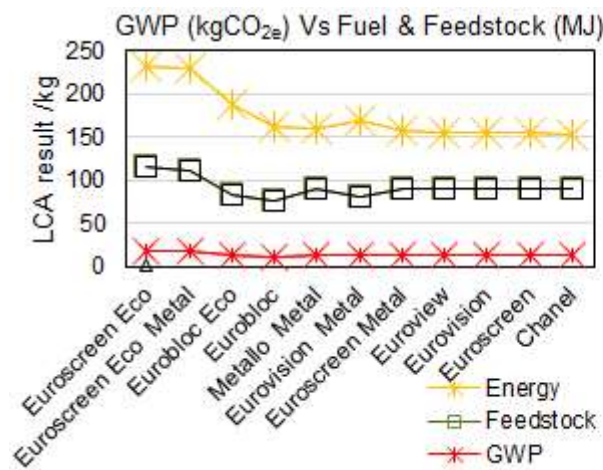 GWP (kgCO2e) Vs Fuel & Feedstock (MJ)
LCA result /kg
250
200
150
100
50
0
Euroscreen Eco
Euroscreen Eco Metal
Eurobloc Eco
Eurobloc
Metallo Metal
Eurovision Metal
Euroscreen Metal
Euroview
Eurovision
Euroscreen
Chanel
Energy
Feedstock
GWP